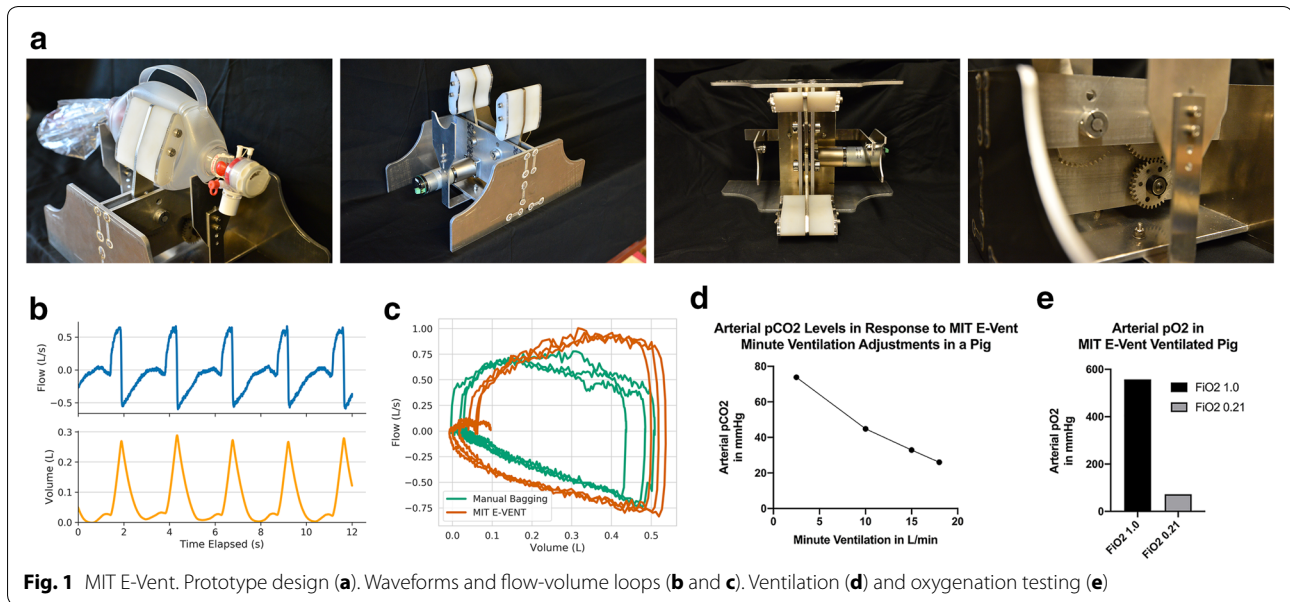 a
b
Flow (L/s)
0.5
0.0
−0.5
Volume (L)
0.3
0.2
0.1
0.0
0 2 4 6 8 10 12
Time Elapsed (s)
c
Flow (L/s)
1.00
0.75
0.50
0.25
0.00
−0.25
−0.50
−0.75
Manual Bagging
MIT E-VENT
0.0 0.1 0.2 0.3 0.4 0.5
Volume (L)
d
Arterial pCO2 Levels in Response to MIT E-Vent
Minute Ventilation Adjustments in a Pig
Arterial pCO2
in mmHg
80
60
40
20
0
0 5 10 15 20
Minute Ventilation in L/min
e
Arterial pO2 in
MIT E-Vent Ventilated Pig
Arterial pO2
in mmHg
600
400
200
0
FiO2 1.0
FiO2 0.21
FiO2 1.0
FiO2 0.21
Fig. 1 MIT E-Vent. Prototype design (a). Waveforms and flow-volume loops (b and c). Ventilation (d) and oxygenation testing (e)